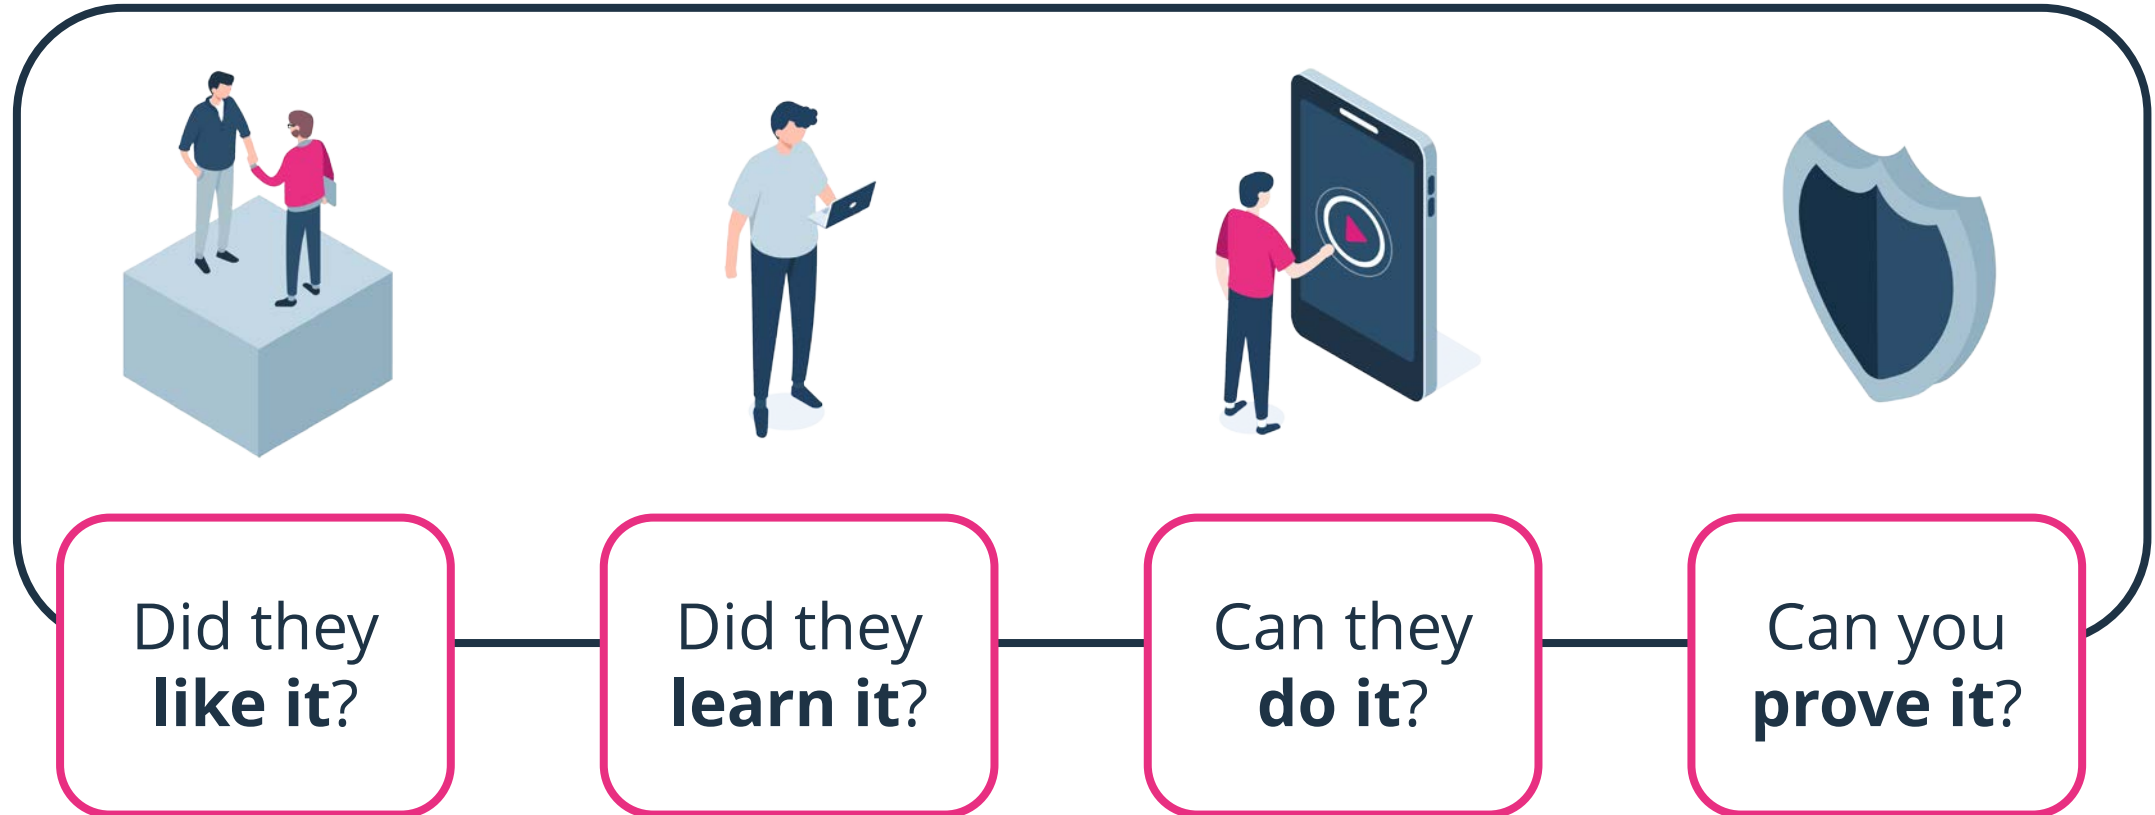 Did they
like it?
Did they
learn it?
Can they
do it?
Can you
prove it?